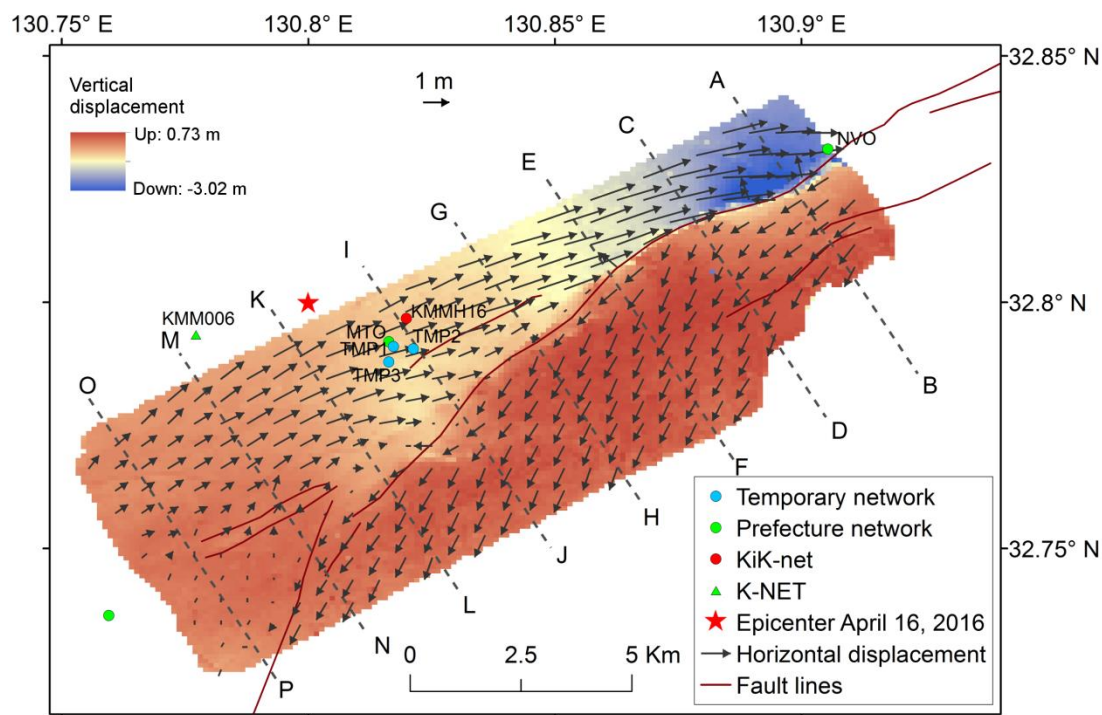 130.75° E 130.8° E 130.85° E 130.9° E
32.85° N
Vertical
displacement
Up: 0.73 m
Down: -3.02 m
1 m
A
C
E
G
I
K
M
O
NVO
KMM006
KMMH16
MTO
TMP1
TMP2
TMP3
32.8° N
B
D
F
H
J
L
N
P
32.75° N
0 2.5 5 Km
Temporary network
Prefecture network
KiK-net
K-NET
Epicenter April 16, 2016
Horizontal displacement
Fault lines